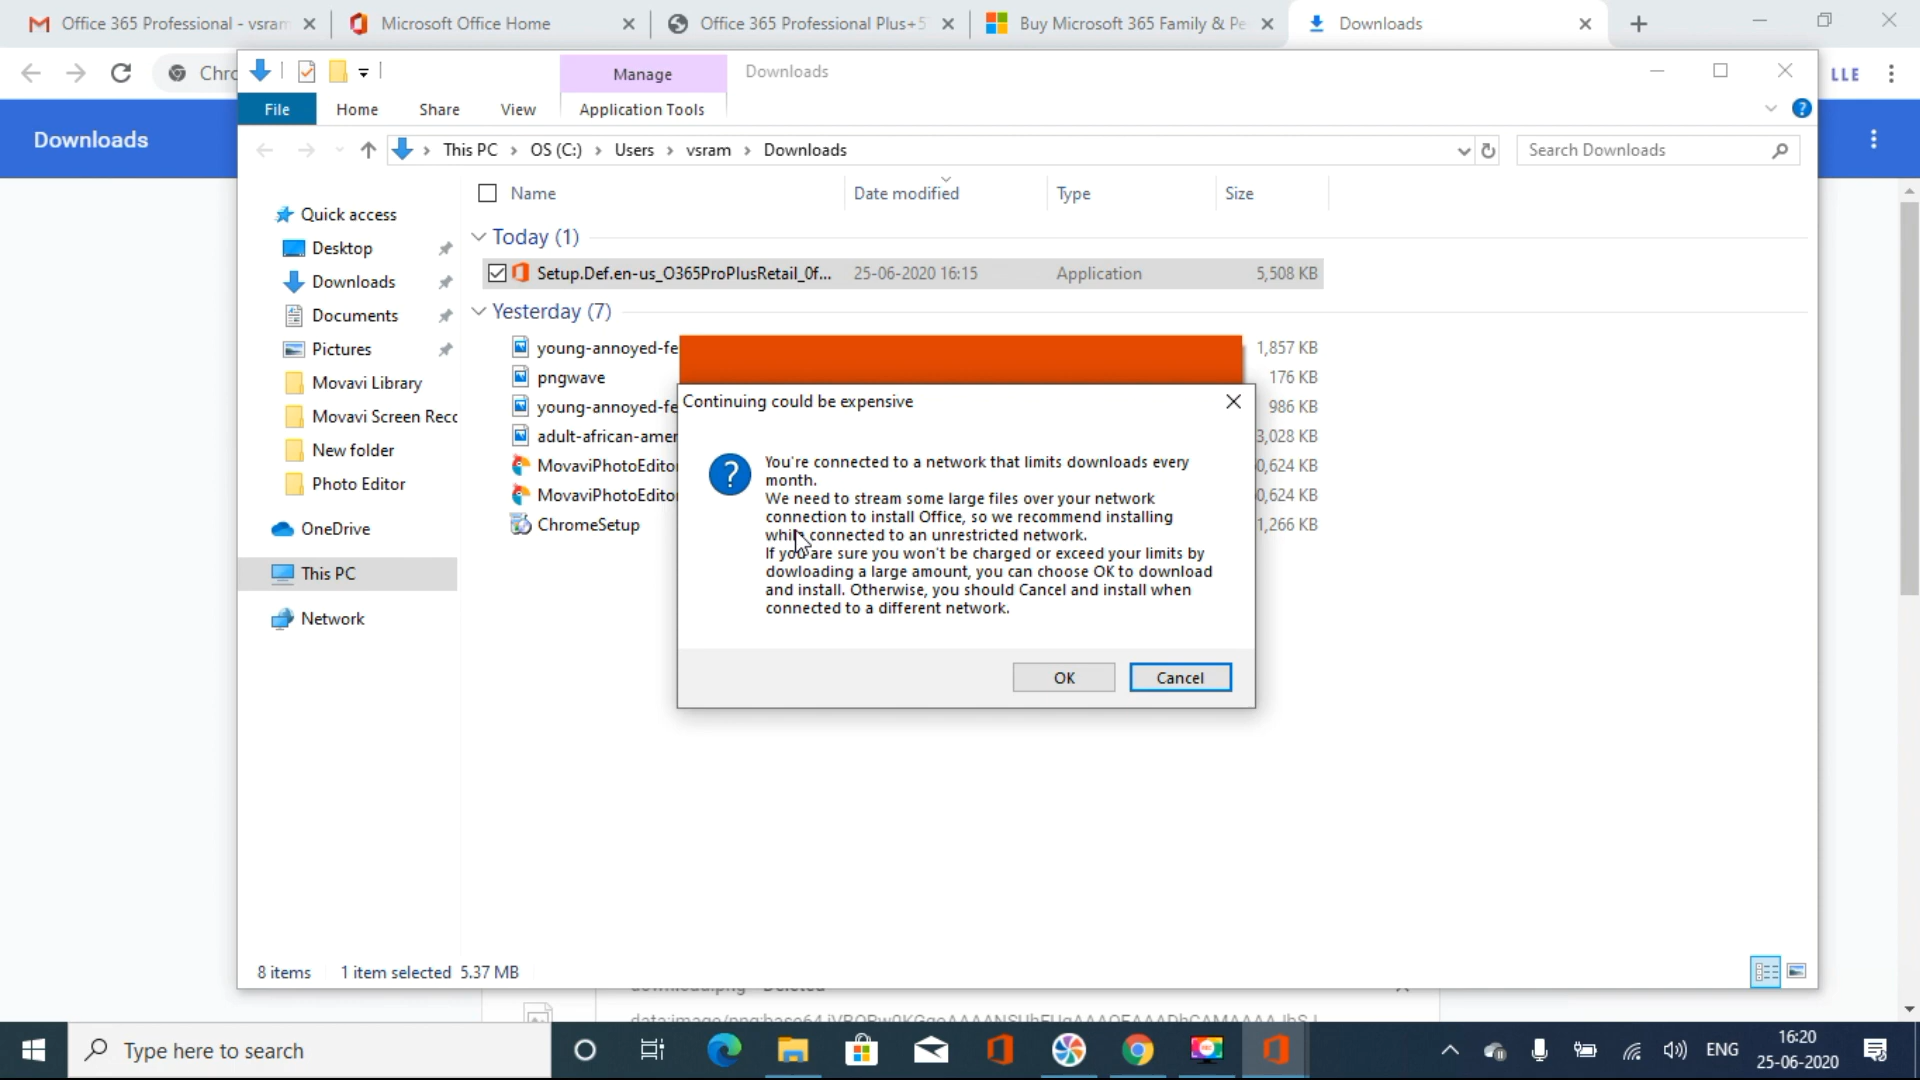 Office 365 Professional - vsram
Microsoft Office Home
Office 365 Professional Plus+5
Buy Microsoft 365 Family & Pe
Downloads
Chro
LLE
Downloads
Manage
Downloads
File
Home
Share
View
Application Tools
This PC
OS (C:)
Users
vsram
Downloads
Search Downloads
Name
Date modified
Type
Size
Quick access
Desktop
Downloads
Documents
Pictures
Movavi Library
Movavi Screen Reco
New folder
Photo Editor
OneDrive
This PC
Network
Today (1)
Setup.Def.en-us_O365ProPlusRetail_0f... 25-06-2020 16:15 Application 5,508 KB
Yesterday (7)
young-annoyed-fe 1,857 KB
pngwave 176 KB
young-annoyed-fe 986 KB
adult-african-amer 3,028 KB
MovaviPhotoEdito 0,624 KB
MovaviPhotoEdito 0,624 KB
ChromeSetup 1,266 KB
Continuing could be expensive
You're connected to a network that limits downloads every
month.
We need to stream some large files over your network
connection to install Office, so we recommend installing
while connected to an unrestricted network.
If you are sure you won't be charged or exceed your limits by
dowloading a large amount, you can choose OK to download
and install. Otherwise, you should Cancel and install when
connected to a different network.
OK
Cancel
8 items 1 item selected 5.37 MB
Type here to search
ENG
16:20
25-06-2020